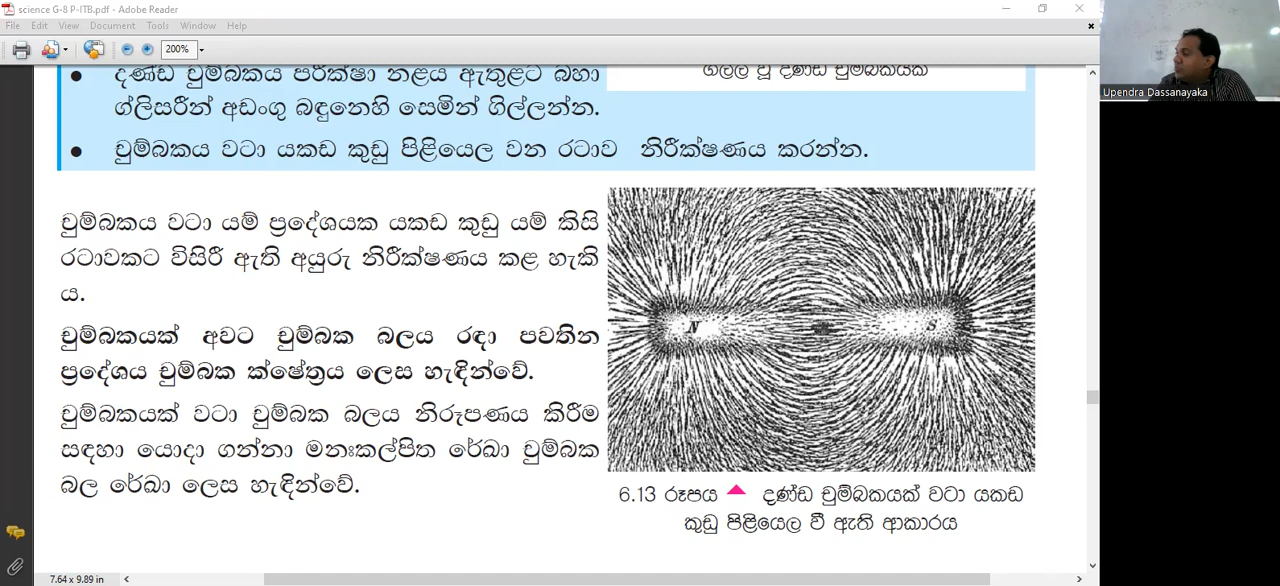 science G-8 P-ITB.pdf - Adobe Reader
File Edit View Document Tools Window Help
200%
Upendra Dassanayaka
දණ්ඩ චුම්බකය පරීක්ෂා නළය ඇතුළට බහා
ග්ලිසරීන් අඩංගු බඳුනෙහි සෙමින් ගිල්ලන්න.
චුම්බකය වටා යකඩ කුඩු පිළියෙල වන රටාව නිරීක්ෂණය කරන්න.
චුම්බකය වටා යම් ප්‍රදේශයක යකඩ කුඩු යම් කිසි
රටාවකට විසිරී ඇති අයුරු නිරීක්ෂණය කළ හැකි
ය.
චුම්බකයක් අවට චුම්බක බලය රඳා පවතින
ප්‍රදේශය චුම්බක ක්ෂේත්‍රය ලෙස හැඳින්වේ.
චුම්බකයක් වටා චුම්බක බලය නිරූපණය කිරීම
සඳහා යොදා ගන්නා මනඃකල්පිත රේඛා චුම්බක
බල රේඛා ලෙස හැඳින්වේ.
N S
6.13 රූපය දණ්ඩ චුම්බකයක් වටා යකඩ
කුඩු පිළියෙල වී ඇති ආකාරය
7.64 x 9.89 in